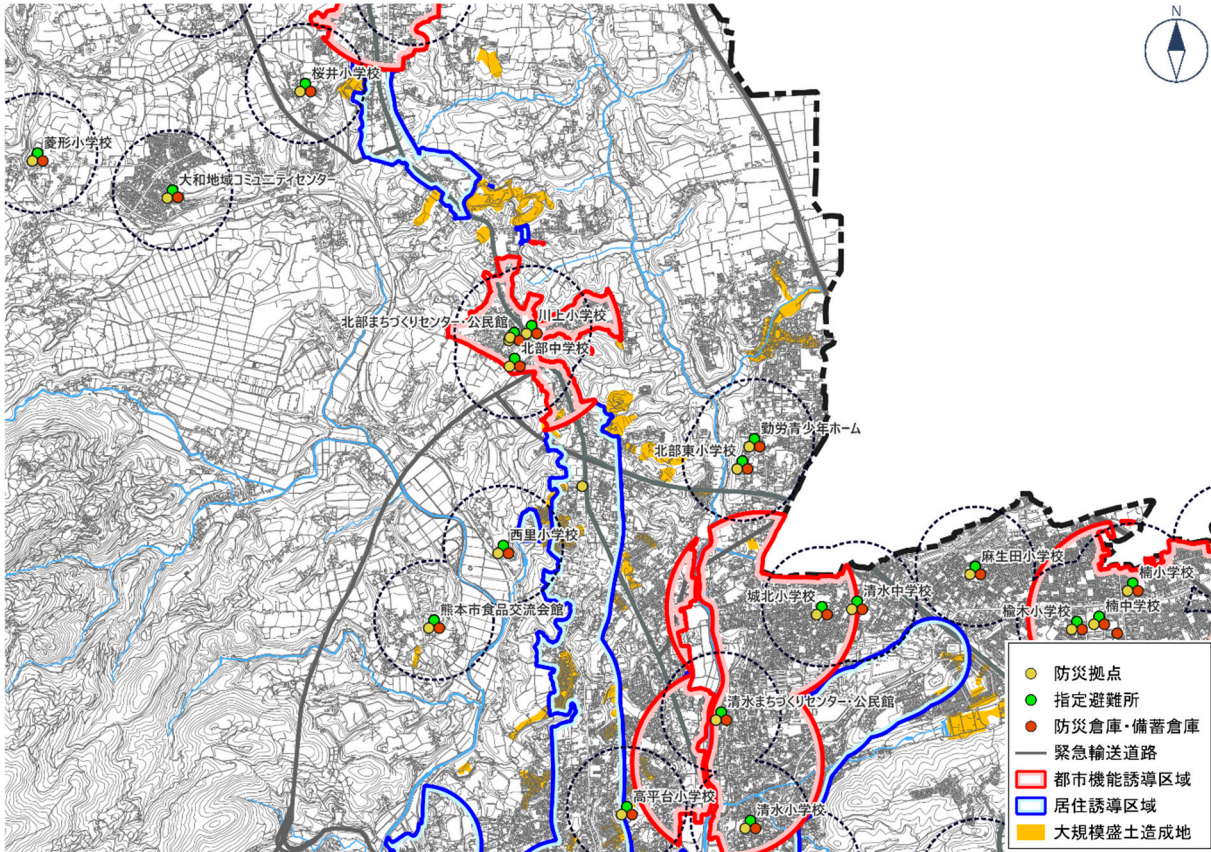 N
桜井小学校
菱形小学校
大和地域コミュニティセンター
北部まちづくりセンター・公民館
川上小学校
北部中学校
勤労青少年ホーム
北部東小学校
西里小学校
麻生田小学校
楠小学校
城北小学校
清水中学校
楡木小学校
楠中学校
熊本市食品交流会館
清水まちづくりセンター・公民館
高平台小学校
清水小学校
防災拠点
指定避難所
防災倉庫・備蓄倉庫
緊急輸送道路
都市機能誘導区域
居住誘導区域
大規模盛土造成地